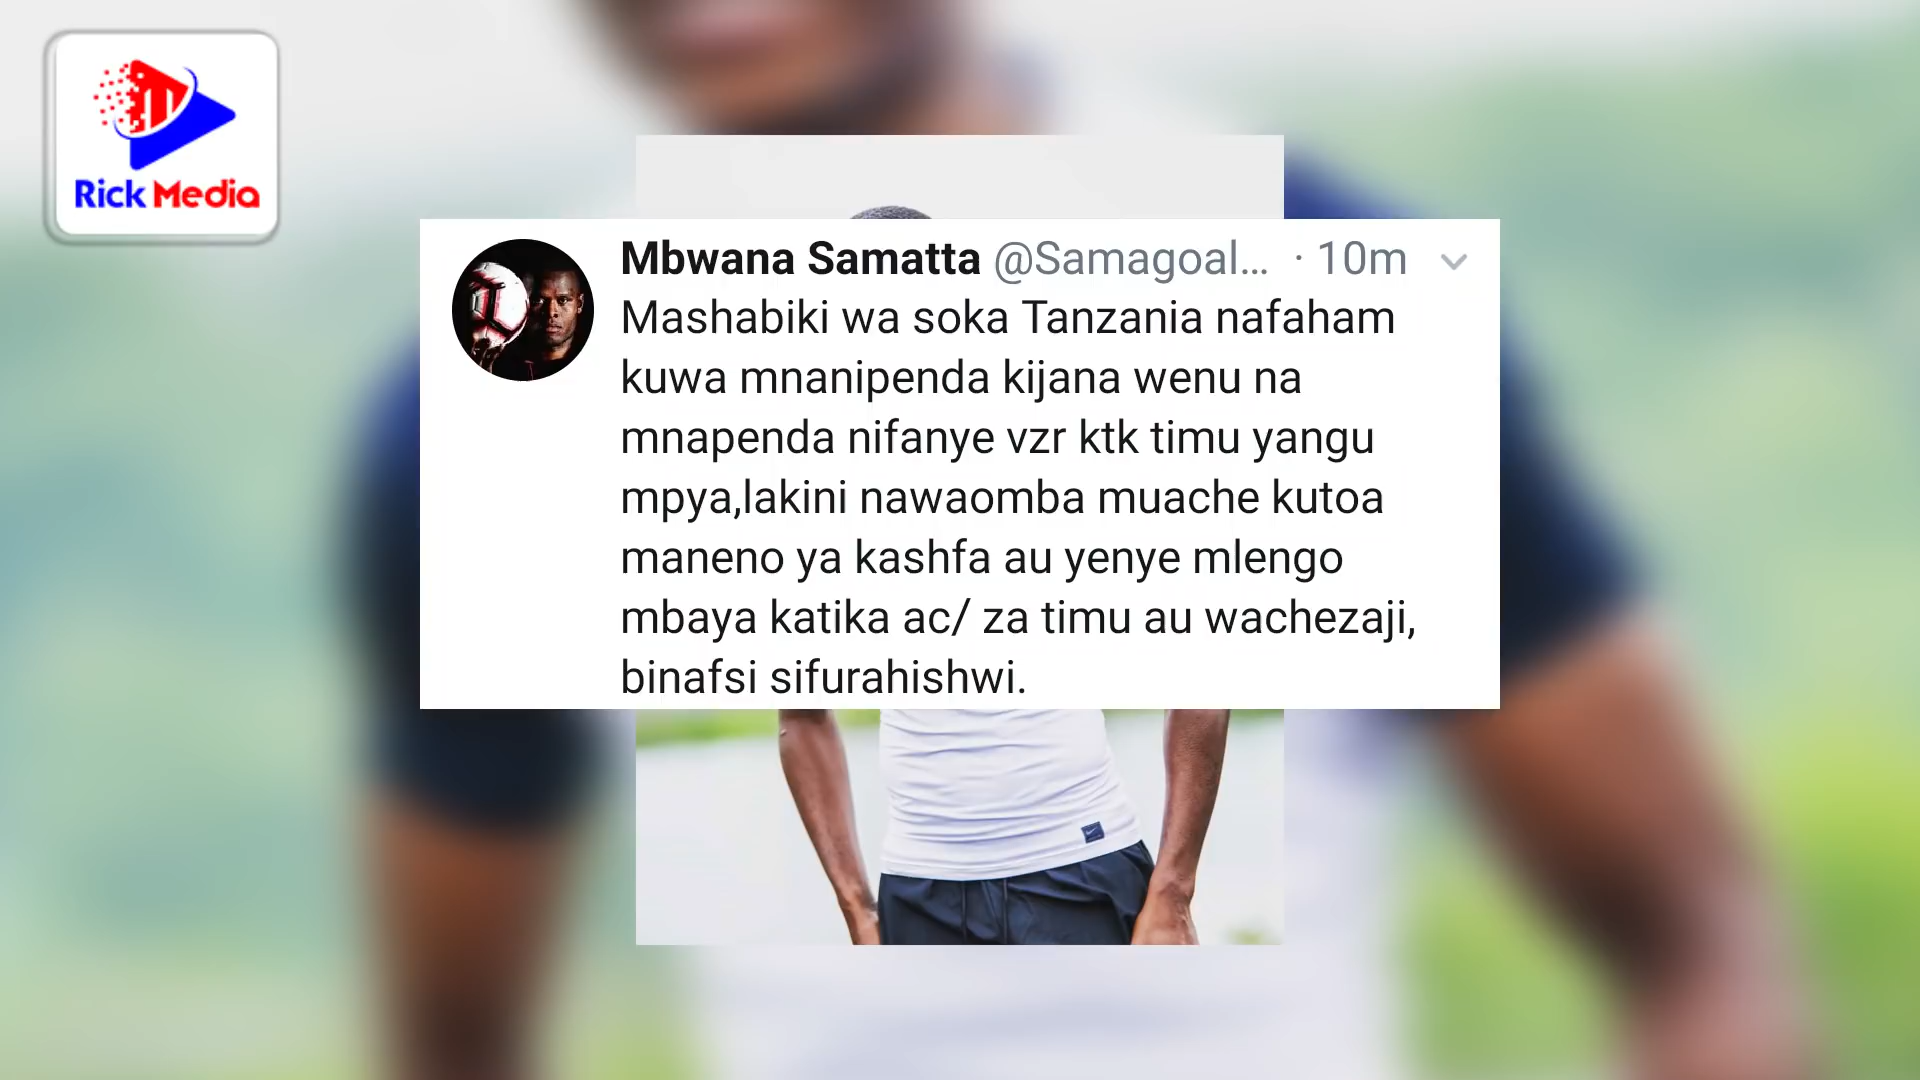 Rick Media
Mbwana Samatta @Samagoal... · 10m
Mashabiki wa soka Tanzania nafaham
kuwa mnanipenda kijana wenu na
mnapenda nifanye vzr ktk timu yangu
mpya,lakini nawaomba muache kutoa
maneno ya kashfa au yenye mlengo
mbaya katika ac/ za timu au wachezaji,
binafsi sifurahishwi.